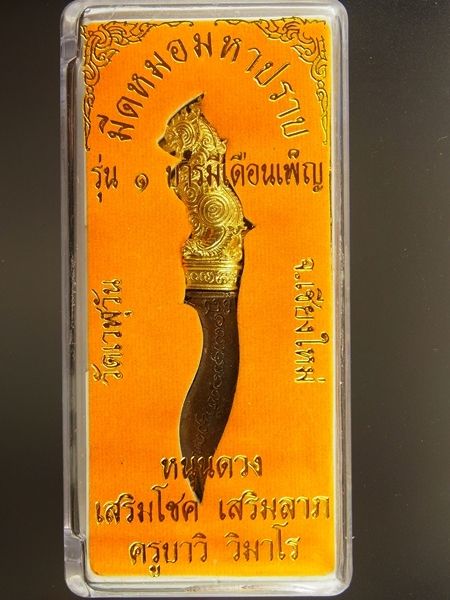 มีดหมอมหาปราบ
รุ่น ๑ บารมีเดือนเพ็ญ
วัดเวฬุวัน
จ.เชียงใหม่
หนุนดวง
เสริมโชค เสริมลาภ
ครูบาวิ วิมาโร